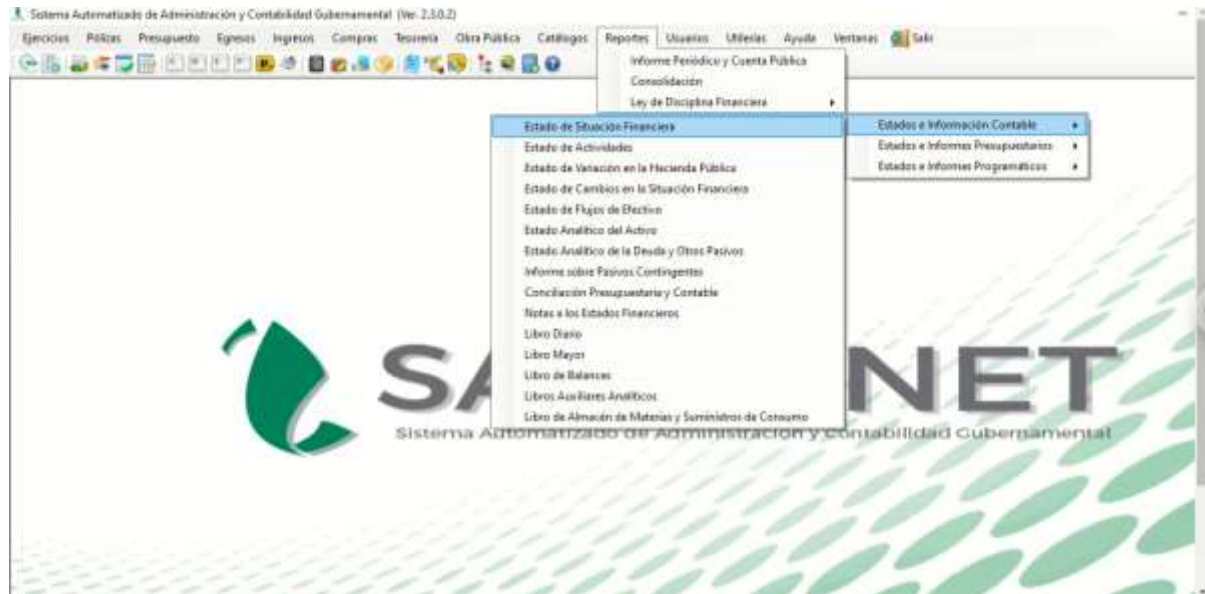 Sistema Automatizado de Administración y Contabilidad Gubernamental (Ver. 2.3.0.2)
Ejercicios Pólizas Presupuesto Egresos Ingresos Compras Tesorería Obra Pública Catálogos Reportes Usuarios Utilerías Ayuda Ventanas Salir
Informe Periódico y Cuenta Pública
Consolidación
Ley de Disciplina Financiera
Estados e Información Contable
Estados e Informes Presupuestarios
Estados e Informes Programáticos
Estado de Situación Financiera
Estado de Actividades
Estado de Variación en la Hacienda Pública
Estado de Cambios en la Situación Financiera
Estado de Flujos de Efectivo
Estado Analítico del Activo
Estado Analítico de la Deuda y Otros Pasivos
Informe sobre Pasivos Contingentes
Conciliación Presupuestaria y Contable
Notas a los Estados Financieros
Libro Diario
Libro Mayor
Libro de Balances
Libros Auxiliares Analíticos
Libro de Almacén de Materias y Suministros de Consumo
SA NET
Sistema Automatizado de Administración y Contabilidad Gubernamental